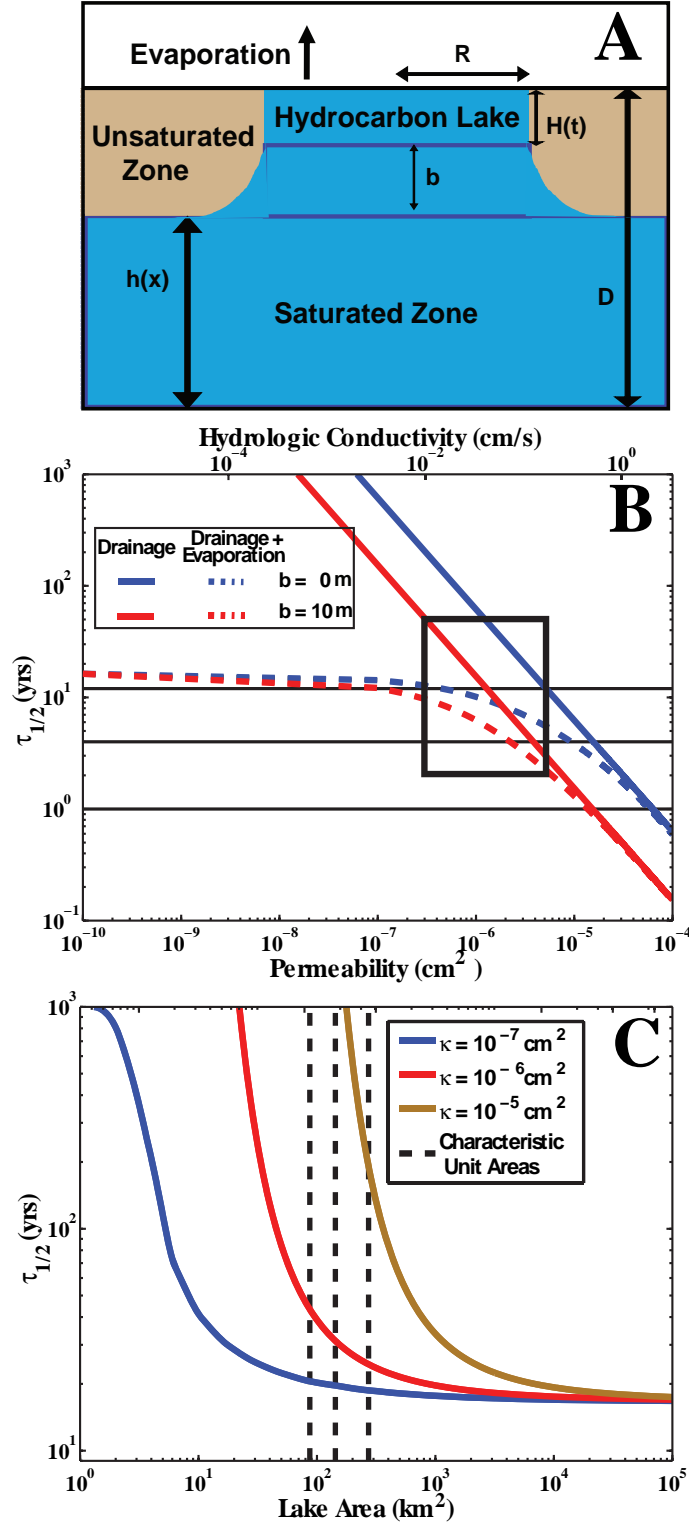 A
Evaporation
R
Hydrocarbon Lake
H(t)
Unsaturated
Zone
b
h(x)
D
Saturated Zone
Hydrologic Conductivity (cm/s)
10^-4 10^-2 10^0
B
Drainage Drainage +
Evaporation
b = 0 m
b = 10 m
10^3
10^2
10^1
10^0
10^-1
τ1/2 (yrs)
10^-10 10^-9 10^-8 10^-7 10^-6 10^-5 10^-4
Permeability (cm^2)
C
κ = 10^-7 cm^2
κ = 10^-6 cm^2
κ = 10^-5 cm^2
Characteristic
Unit Areas
10^3
10^2
10^1
τ1/2 (yrs)
10^0 10^1 10^2 10^3 10^4 10^5
Lake Area (km^2)